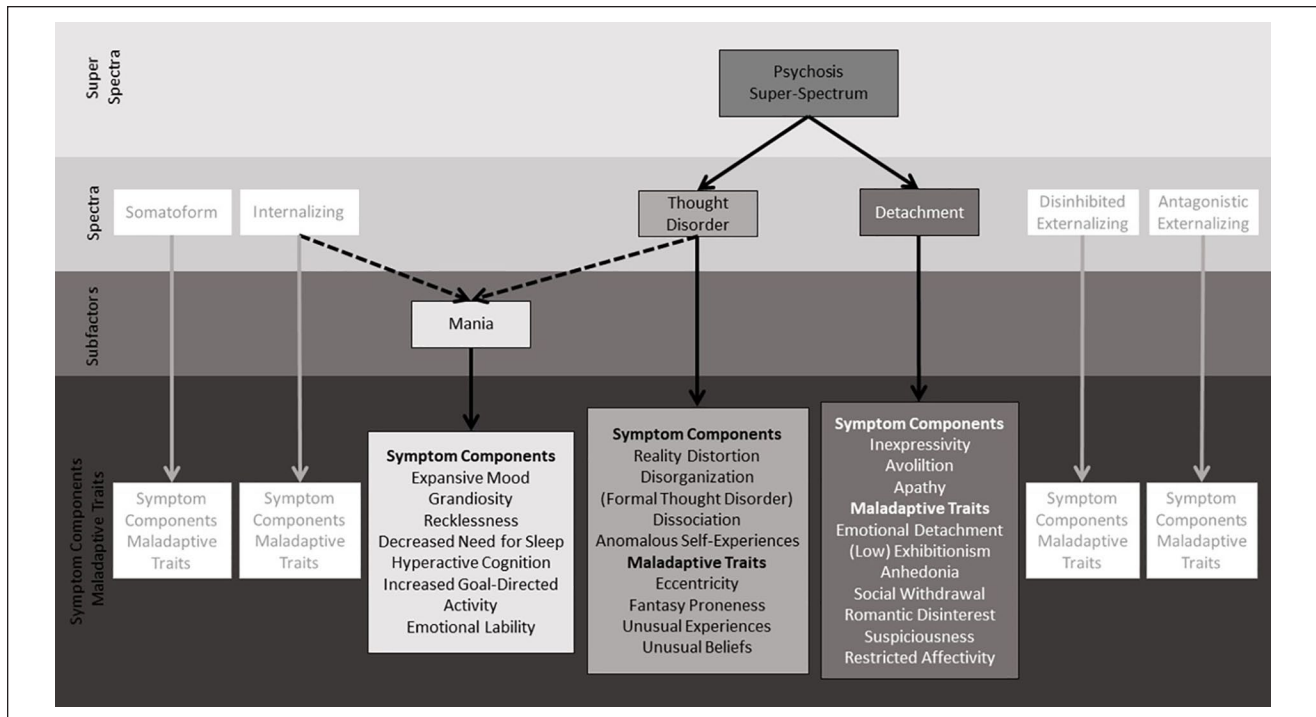 Super
Spectra
Psychosis
Super-Spectrum
Spectra
Somatoform
Internalizing
Thought
Disorder
Detachment
Disinhibited
Externalizing
Antagonistic
Externalizing
Subfactors
Mania
Symptom Components
Maladaptive Traits
Symptom
Components
Maladaptive
Traits
Symptom
Components
Maladaptive
Traits
Symptom Components
Expansive Mood
Grandiosity
Recklessness
Decreased Need for Sleep
Hyperactive Cognition
Increased Goal-Directed
Activity
Emotional Lability
Symptom Components
Reality Distortion
Disorganization
(Formal Thought Disorder)
Dissociation
Anomalous Self-Experiences
Maladaptive Traits
Eccentricity
Fantasy Proneness
Unusual Experiences
Unusual Beliefs
Symptom Components
Inexpressivity
Avoliltion
Apathy
Maladaptive Traits
Emotional Detachment
(Low) Exhibitionism
Anhedonia
Social Withdrawal
Romantic Disinterest
Suspiciousness
Restricted Affectivity
Symptom
Components
Maladaptive
Traits
Symptom
Components
Maladaptive
Traits